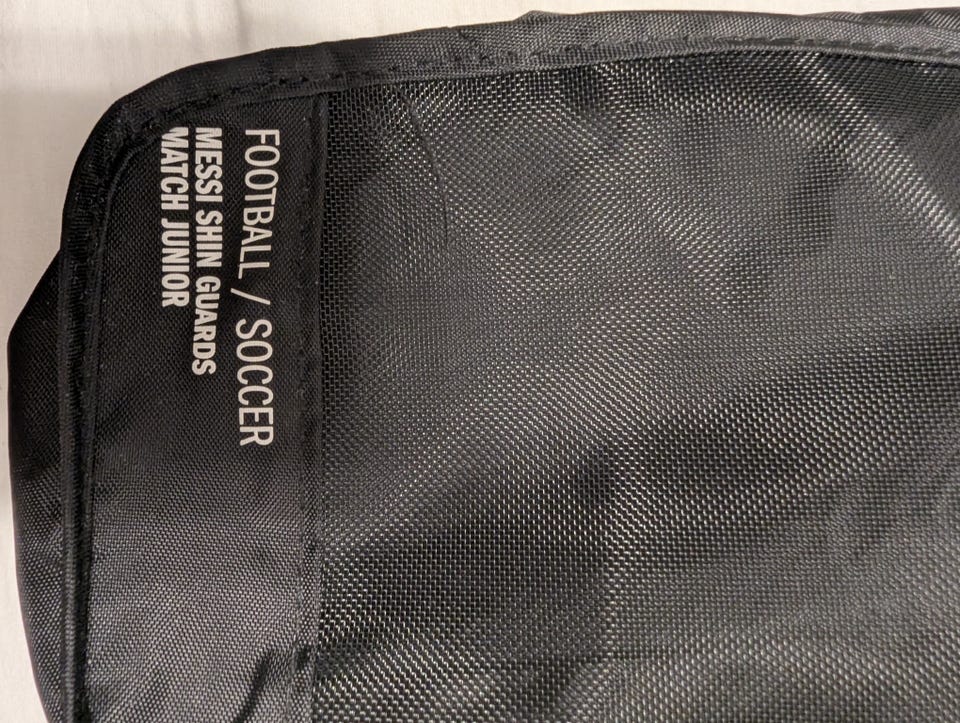 FOOTBALL / SOCCER
MESSI SHIN GUARDS
MATCH JUNIOR